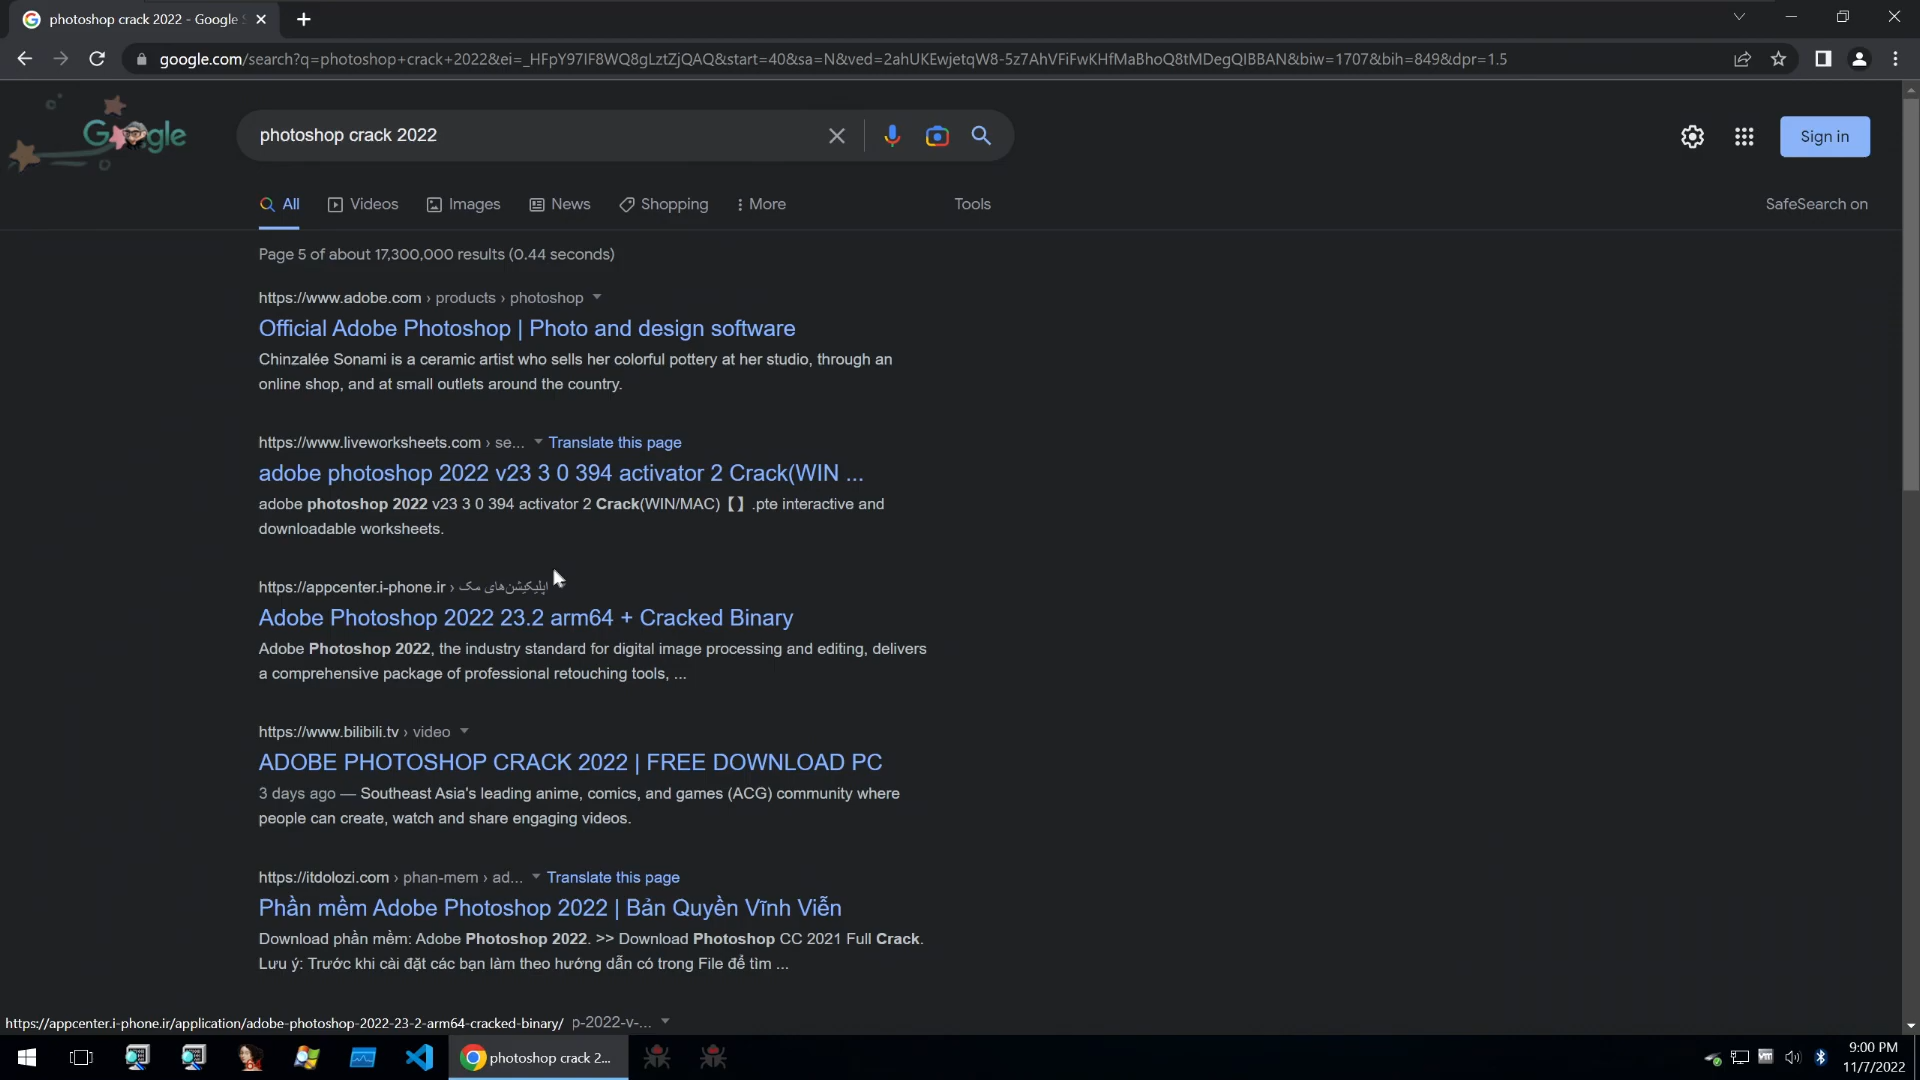 photoshop crack 2022 - Google S
google.com/search?q=photoshop+crack+2022&ei=_HFpY97IF8WQ8gLztZjQAQ&start=40&sa=N&ved=2ahUKEwjetqW8-5z7AhVFiFwKHfMaBhoQ8tMDegQIBBAN&biw=1707&bih=849&dpr=1.5
photoshop crack 2022
Sign in
All Videos Images News Shopping More Tools SafeSearch on
Page 5 of about 17,300,000 results (0.44 seconds)
https://www.adobe.com › products › photoshop
Official Adobe Photoshop | Photo and design software
Chinzalée Sonami is a ceramic artist who sells her colorful pottery at her studio, through an
online shop, and at small outlets around the country.
https://www.liveworksheets.com › se... Translate this page
adobe photoshop 2022 v23 3 0 394 activator 2 Crack(WIN ...
adobe photoshop 2022 v23 3 0 394 activator 2 Crack(WIN/MAC)【】.pte interactive and
downloadable worksheets.
https://appcenter.i-phone.ir › اپلیکیشن‌های مک
Adobe Photoshop 2022 23.2 arm64 + Cracked Binary
Adobe Photoshop 2022, the industry standard for digital image processing and editing, delivers
a comprehensive package of professional retouching tools, ...
https://www.bilibili.tv › video
ADOBE PHOTOSHOP CRACK 2022 | FREE DOWNLOAD PC
3 days ago — Southeast Asia's leading anime, comics, and games (ACG) community where
people can create, watch and share engaging videos.
https://itdolozi.com › phan-mem › ad... Translate this page
Phần mềm Adobe Photoshop 2022 | Bản Quyền Vĩnh Viễn
Download phần mềm: Adobe Photoshop 2022. >> Download Photoshop CC 2021 Full Crack.
Lưu ý: Trước khi cài đặt các bạn làm theo hướng dẫn có trong File để tìm ...
https://appcenter.i-phone.ir/application/adobe-photoshop-2022-23-2-arm64-cracked-binary/ p-2022-v-...
photoshop crack 2...
9:00 PM
11/7/2022